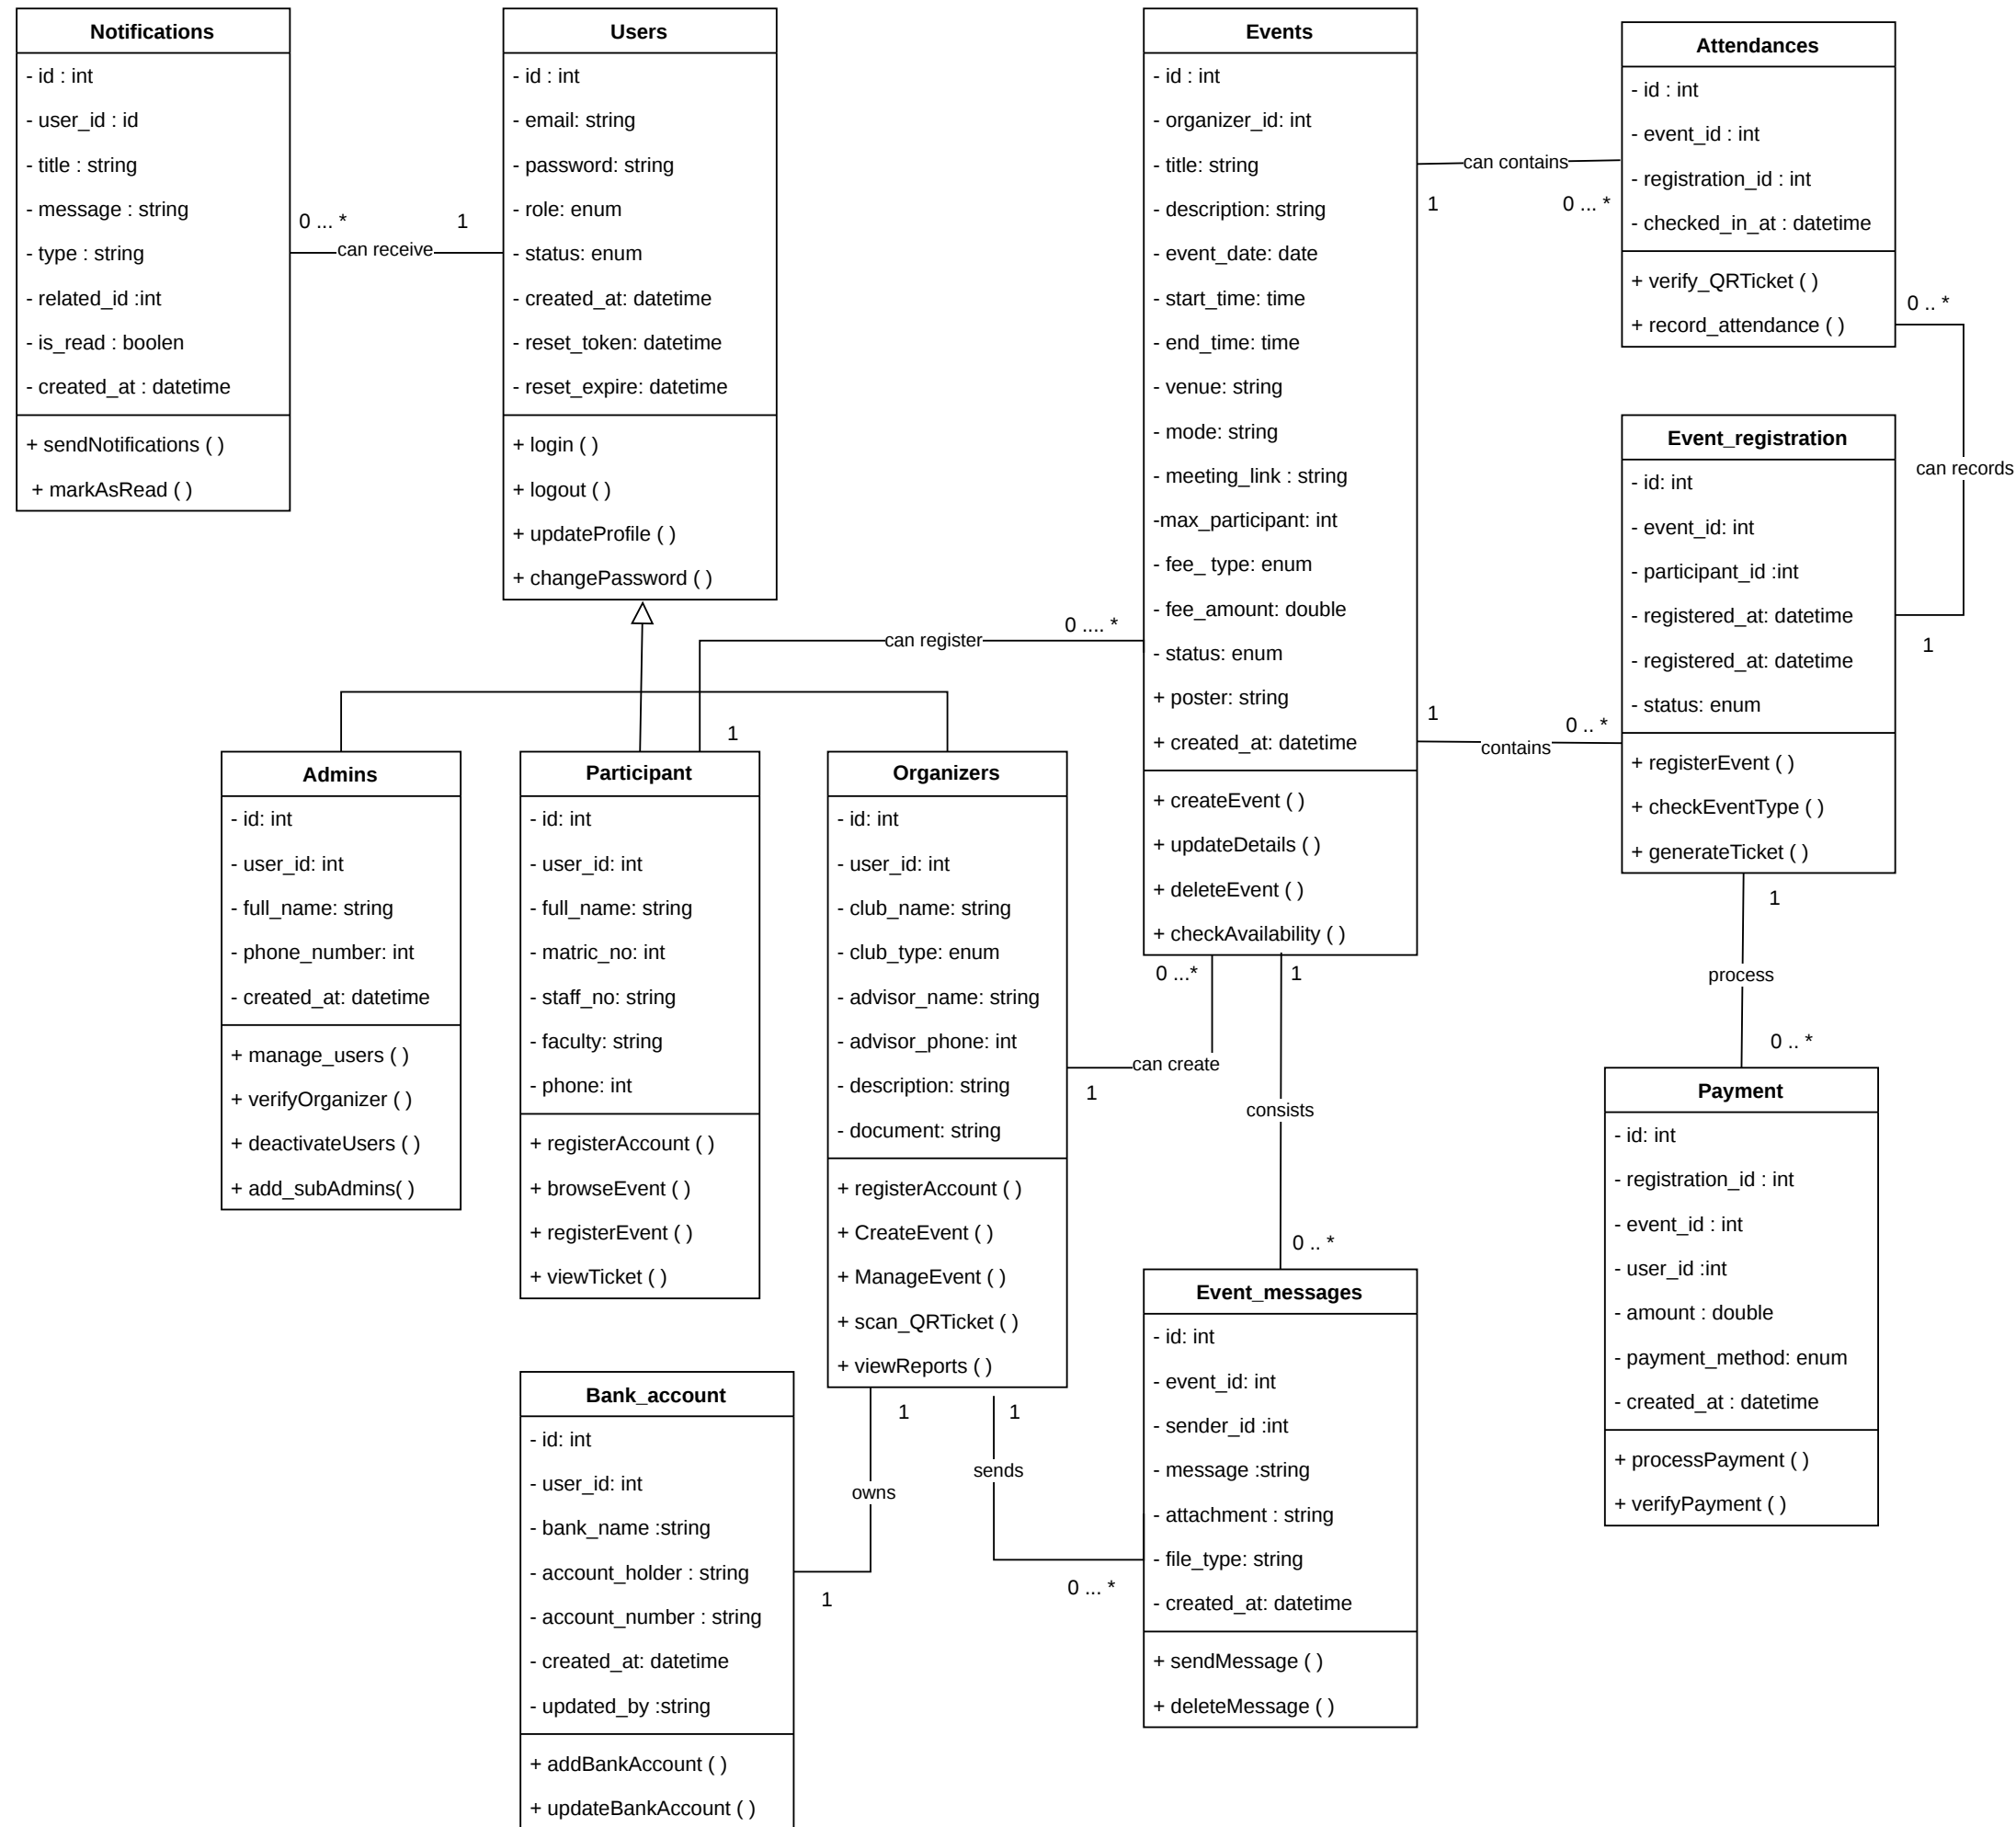 Notifications
- id : int
- user_id : id
- title : string
- message : string
- type : string
- related_id :int
- is_read : boolen
- created_at : datetime
+ sendNotifications ( )
+ markAsRead ( )
0 ... *
1
can receive
Users
- id : int
- email: string
- password: string
- role: enum
- status: enum
- created_at: datetime
- reset_token: datetime
- reset_expire: datetime
+ login ( )
+ logout ( )
+ updateProfile ( )
+ changePassword ( )
Events
- id : int
- organizer_id: int
- title: string
- description: string
- event_date: date
- start_time: time
- end_time: time
- venue: string
- mode: string
- meeting_link : string
-max_participant: int
- fee_ type: enum
- fee_amount: double
- status: enum
+ poster: string
+ created_at: datetime
+ createEvent ( )
+ updateDetails ( )
+ deleteEvent ( )
+ checkAvailability ( )
can contains
1
0 ... *
Attendances
- id : int
- event_id : int
- registration_id : int
- checked_in_at : datetime
+ verify_QRTicket ( )
+ record_attendance ( )
0 .. *
can records
1
Event_registration
- id: int
- event_id: int
- participant_id :int
- registered_at: datetime
- registered_at: datetime
- status: enum
+ registerEvent ( )
+ checkEventType ( )
+ generateTicket ( )
0 .... *
can register
1
1
0 .. *
contains
Admins
- id: int
- user_id: int
- full_name: string
- phone_number: int
- created_at: datetime
+ manage_users ( )
+ verifyOrganizer ( )
+ deactivateUsers ( )
+ add_subAdmins( )
Participant
- id: int
- user_id: int
- full_name: string
- matric_no: int
- staff_no: string
- faculty: string
- phone: int
+ registerAccount ( )
+ browseEvent ( )
+ registerEvent ( )
+ viewTicket ( )
Organizers
- id: int
- user_id: int
- club_name: string
- club_type: enum
- advisor_name: string
- advisor_phone: int
- description: string
- document: string
+ registerAccount ( )
+ CreateEvent ( )
+ ManageEvent ( )
+ scan_QRTicket ( )
+ viewReports ( )
0 ...*
can create
1
1
consists
0 .. *
1
process
0 .. *
Payment
- id: int
- registration_id : int
- event_id : int
- user_id :int
- amount : double
- payment_method: enum
- created_at : datetime
+ processPayment ( )
+ verifyPayment ( )
Event_messages
- id: int
- event_id: int
- sender_id :int
- message :string
- attachment : string
- file_type: string
- created_at: datetime
+ sendMessage ( )
+ deleteMessage ( )
1
owns
1
1
sends
0 ... *
Bank_account
- id: int
- user_id: int
- bank_name :string
- account_holder : string
- account_number : string
- created_at: datetime
- updated_by :string
+ addBankAccount ( )
+ updateBankAccount ( )